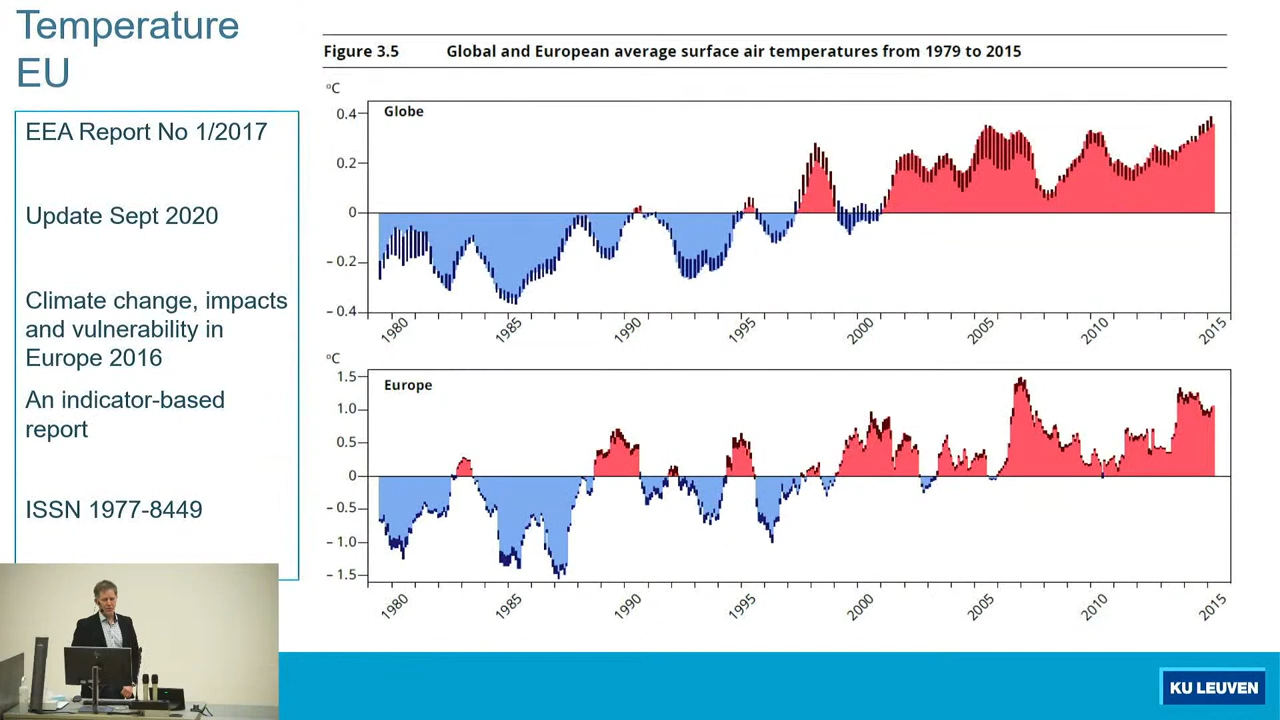 Temperature
EU
EEA Report No 1/2017
Update Sept 2020
Climate change, impacts
and vulnerability in
Europe 2016
An indicator-based
report
ISSN 1977-8449
Figure 3.5 Global and European average surface air temperatures from 1979 to 2015
ºC
Globe
0.4
0.2
0
– 0.2
– 0.4
1980 1985 1990 1995 2000 2005 2010 2015
ºC
Europe
1.5
1.0
0.5
0
– 0.5
– 1.0
– 1.5
1980 1985 1990 1995 2000 2005 2010 2015
KU LEUVEN